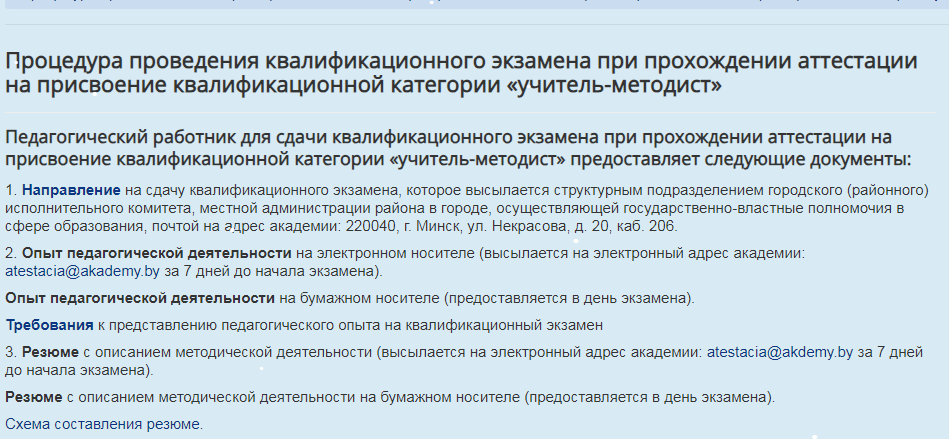 Процедура проведения квалификационного экзамена при прохождении аттестации
на присвоение квалификационной категории «учитель-методист»
Педагогический работник для сдачи квалификационного экзамена при прохождении аттестации на
присвоение квалификационной категории «учитель-методист» предоставляет следующие документы:
1. Направление на сдачу квалификационного экзамена, которое высылается структурным подразделением городского (районного)
исполнительного комитета, местной администрации района в городе, осуществляющей государственно-властные полномочия в
сфере образования, почтой на адрес академии: 220040, г. Минск, ул. Некрасова, д. 20, каб. 206.
2. Опыт педагогической деятельности на электронном носителе (высылается на электронный адрес академии:
atestacia@akademy.by за 7 дней до начала экзамена).
Опыт педагогической деятельности на бумажном носителе (предоставляется в день экзамена).
Требования к представлению педагогического опыта на квалификационный экзамен
3. Резюме с описанием методической деятельности (высылается на электронный адрес академии: atestacia@akdemy.by за 7 дней
до начала экзамена).
Резюме с описанием методической деятельности на бумажном носителе (предоставляется в день экзамена).
Схема составления резюме.